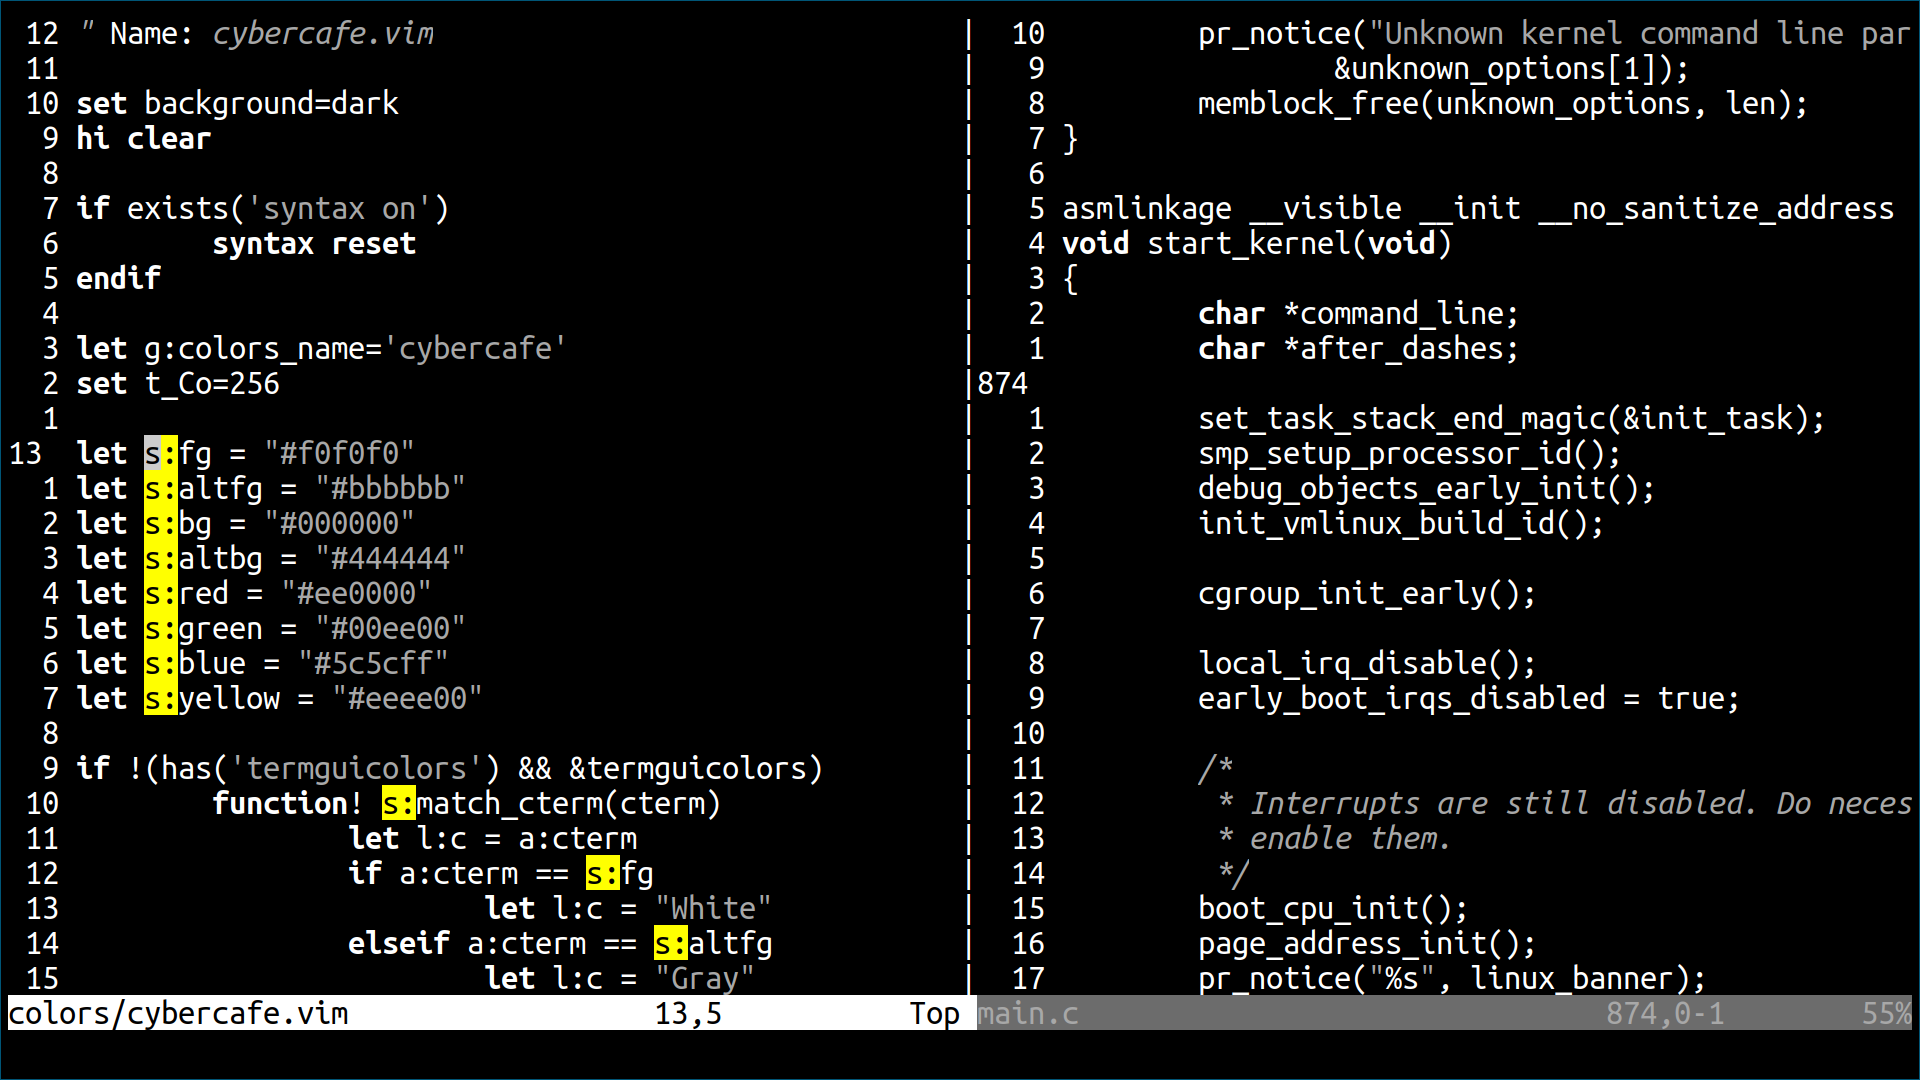 12 " Name: cybercafe.vim
11
10 set background=dark
9 hi clear
8
7 if exists('syntax on')
6 syntax reset
5 endif
4
3 let g:colors_name='cybercafe'
2 set t_Co=256
1
13 let s:fg = "#f0f0f0"
1 let s:altfg = "#bbbbbb"
2 let s:bg = "#000000"
3 let s:altbg = "#444444"
4 let s:red = "#ee0000"
5 let s:green = "#00ee00"
6 let s:blue = "#5c5cff"
7 let s:yellow = "#eeee00"
8
9 if !(has('termguicolors') && &termguicolors)
10 function! s:match_cterm(cterm)
11 let l:c = a:cterm
12 if a:cterm == s:fg
13 let l:c = "White"
14 elseif a:cterm == s:altfg
15 let l:c = "Gray"
colors/cybercafe.vim 13,5 Top
10 pr_notice("Unknown kernel command line par
9 &unknown_options[1]);
8 memblock_free(unknown_options, len);
7 }
6
5 asmlinkage __visible __init __no_sanitize_address
4 void start_kernel(void)
3 {
2 char *command_line;
1 char *after_dashes;
874
1 set_task_stack_end_magic(&init_task);
2 smp_setup_processor_id();
3 debug_objects_early_init();
4 init_vmlinux_build_id();
5
6 cgroup_init_early();
7
8 local_irq_disable();
9 early_boot_irqs_disabled = true;
10
11 /*
12 * Interrupts are still disabled. Do neces
13 * enable them.
14 */
15 boot_cpu_init();
16 page_address_init();
17 pr_notice("%s", linux_banner);
main.c 874,0-1 55%